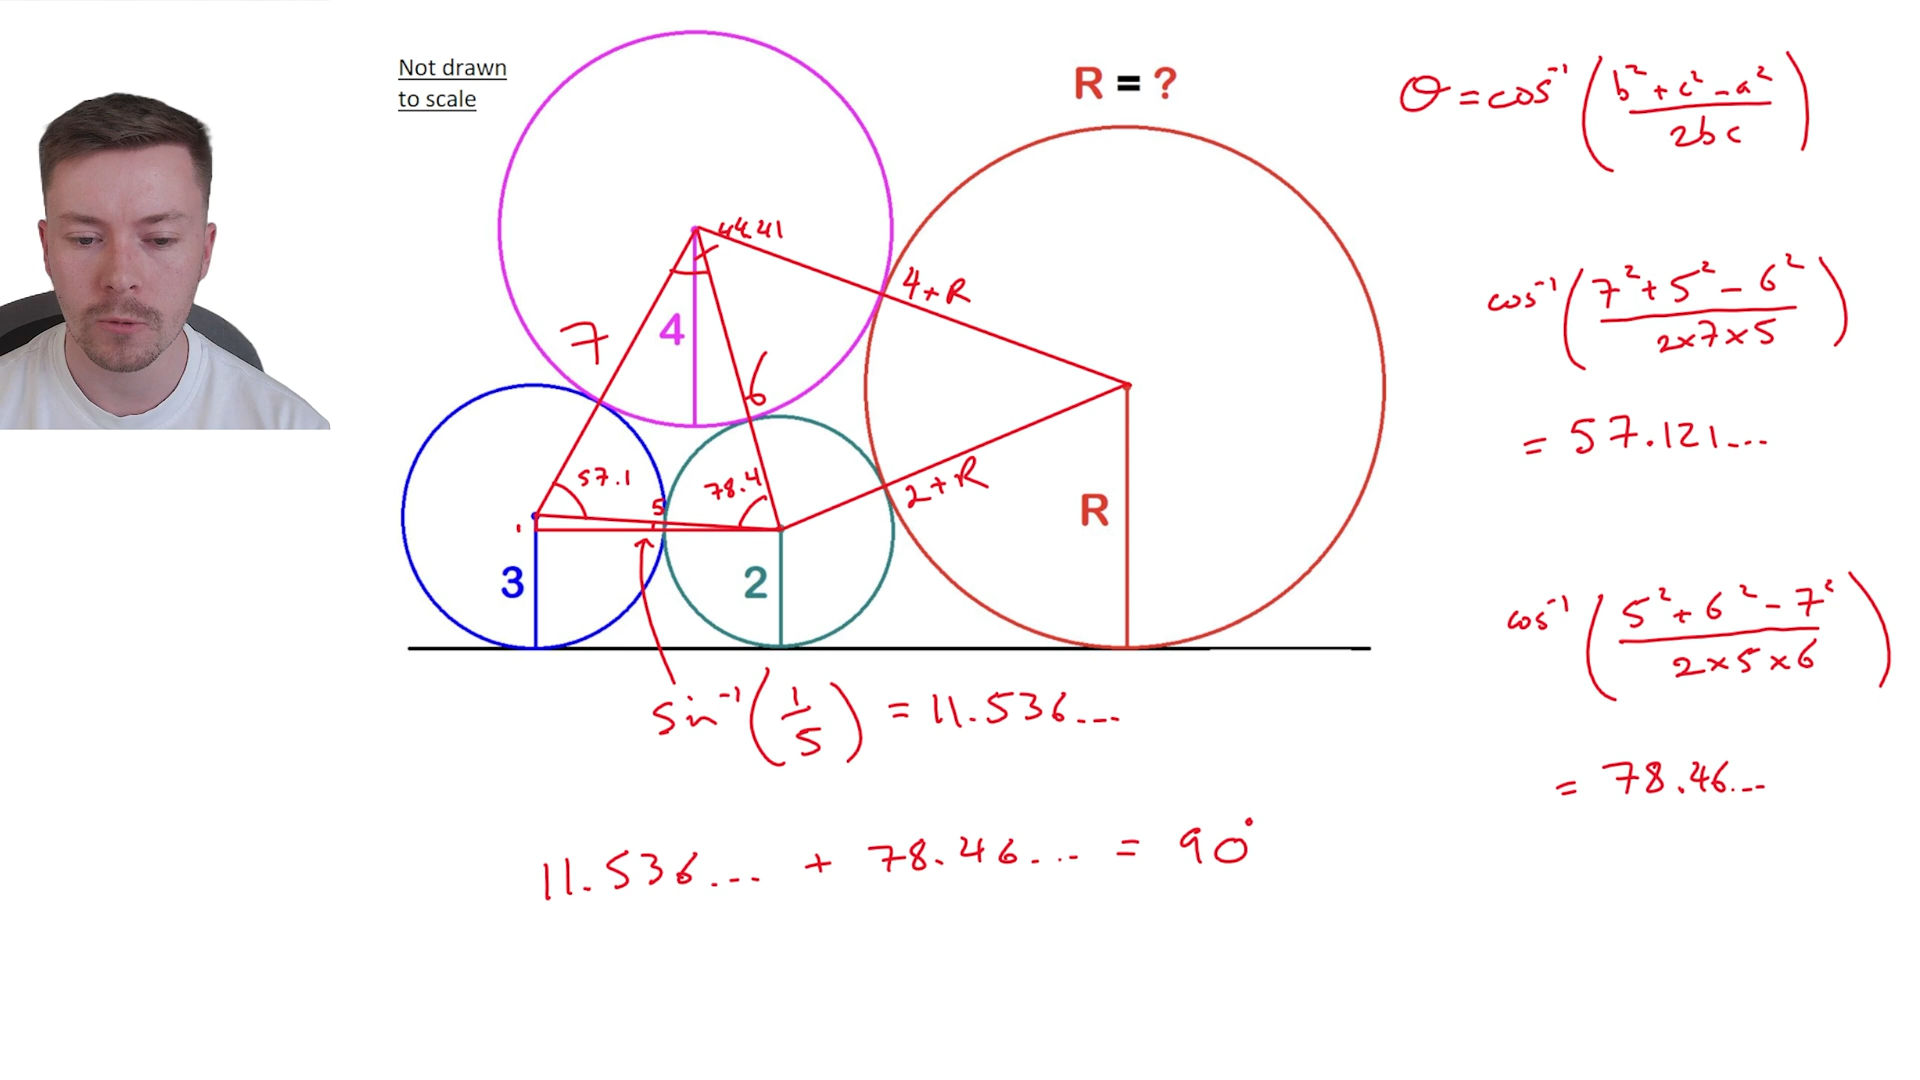 Not drawn
to scale
R = ?
θ = cos⁻¹ ( b² + c² - a² / 2bc )
44.41
4+R
7
4
6
cos⁻¹ ( 7² + 5² - 6² / 2×7×5 )
= 57.121...
57.1
78.4
5
2+R
R
1
3
2
cos⁻¹ ( 5² + 6² - 7² / 2×5×6 )
sin⁻¹ ( 1 / 5 ) = 11.536...
= 78.46...
11.536... + 78.46... = 90°